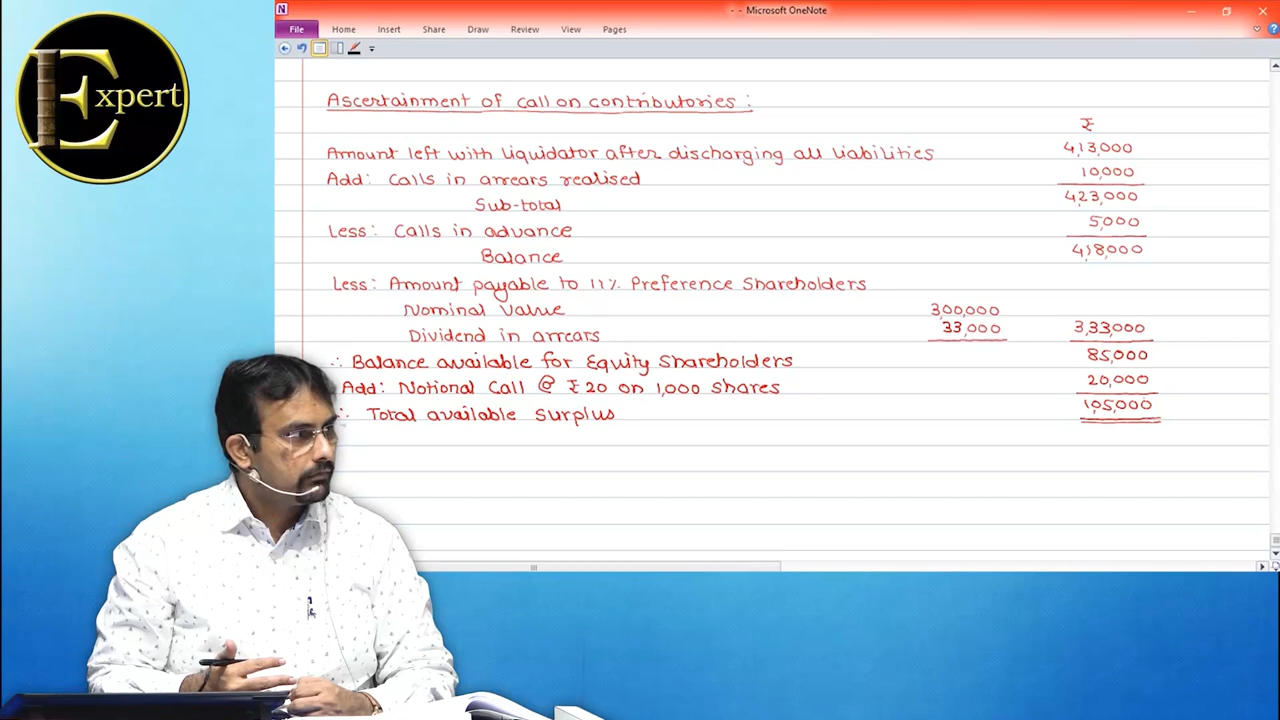 Expert
- - Microsoft OneNote
File Home Insert Share Draw Review View Pages
Ascertainment of call on contributories :
₹
Amount left with liquidator after discharging all liabilities 4,13,000
Add: Calls in arrears realised 10,000
Sub-total 4,23,000
Less: Calls in advance 5,000
Balance 4,18,000
Less: Amount payable to 11% Preference Shareholders
Nominal Value 300,000
Dividend in arrears 33,000 3,33,000
∴ Balance available for Equity Shareholders 85,000
Add: Notional Call @ ₹20 on 1,000 shares 20,000
∴ Total available surplus 1,05,000